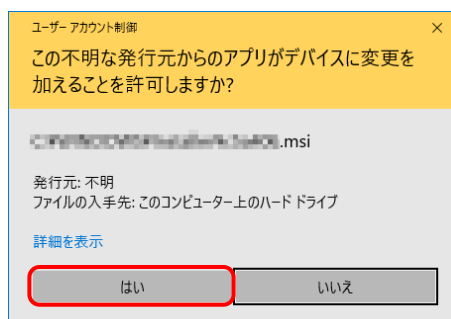 ユーザー アカウント制御
この不明な発行元からのアプリがデバイスに変更を
加えることを許可しますか?
.msi
発行元: 不明
ファイルの入手先: このコンピューター上のハード ドライブ
詳細を表示
はい
いいえ